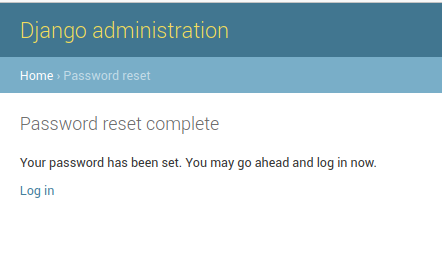 Django administration
Home › Password reset
Password reset complete
Your password has been set. You may go ahead and log in now.
Log in